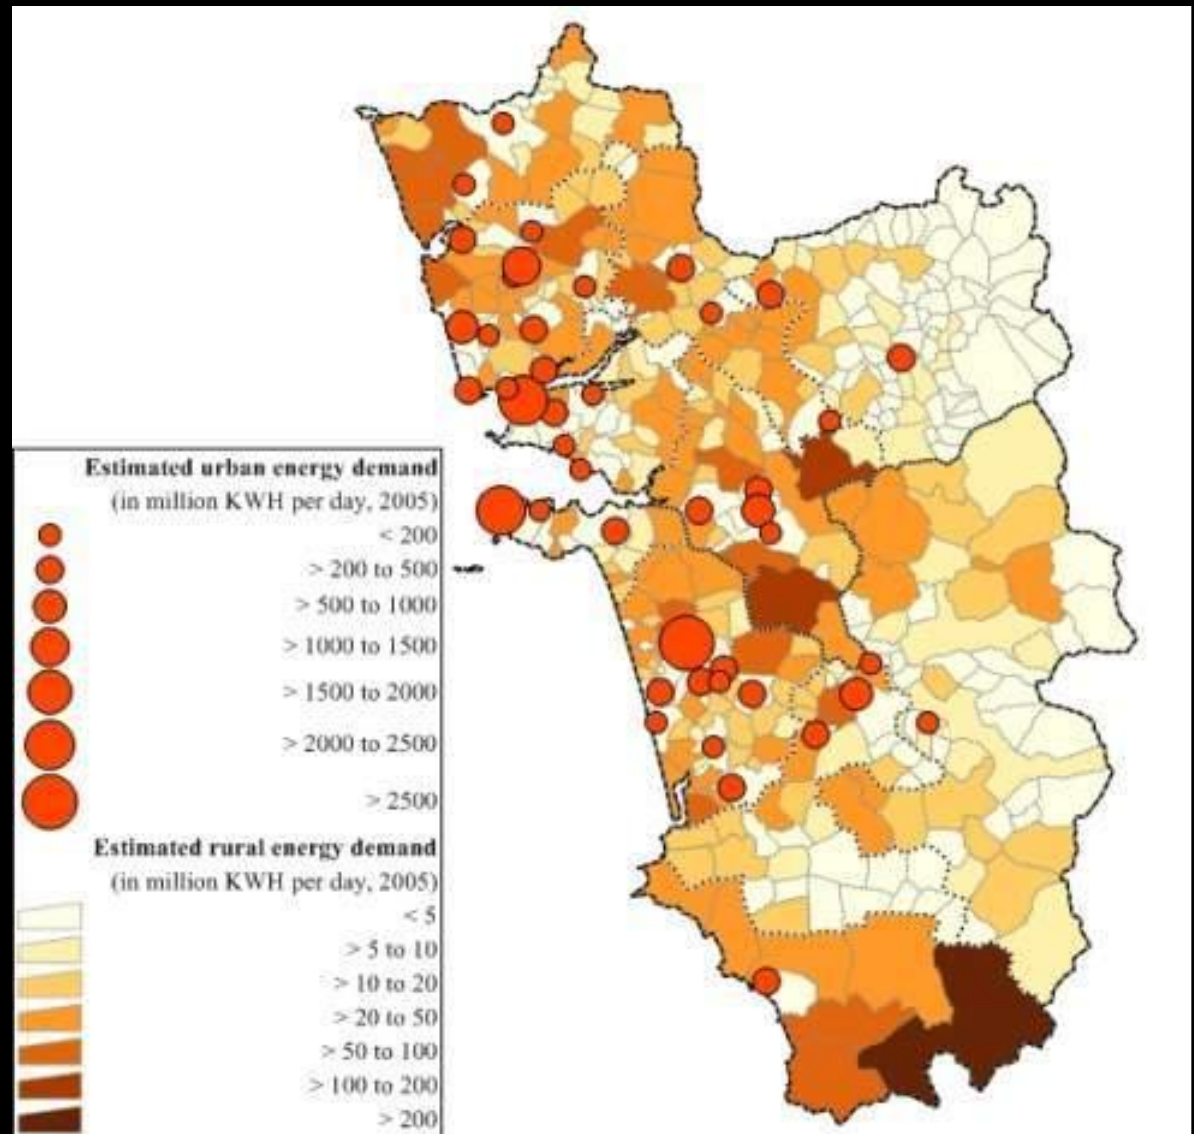 Estimated urban energy demand
(in million KWH per day, 2005)
< 200
> 200 to 500
> 500 to 1000
> 1000 to 1500
> 1500 to 2000
> 2000 to 2500
> 2500
Estimated rural energy demand
(in million KWH per day, 2005)
< 5
> 5 to 10
> 10 to 20
> 20 to 50
> 50 to 100
> 100 to 200
> 200